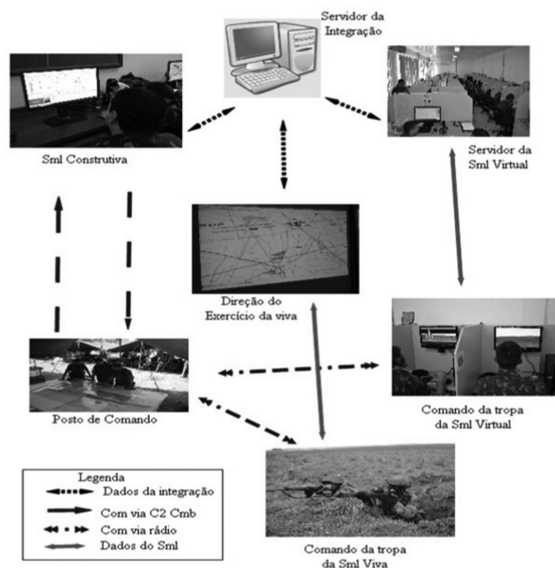 Servidor da
Integração
Sml Construtiva
Servidor da
Sml Virtual
Direção do
Exercício da viva
Posto de Comando
Comando da tropa
da Sml Virtual
Comando da tropa
da Sml Viva
Legenda
Dados da integração
Com via C2 Cmb
Com via rádio
Dados do Sml